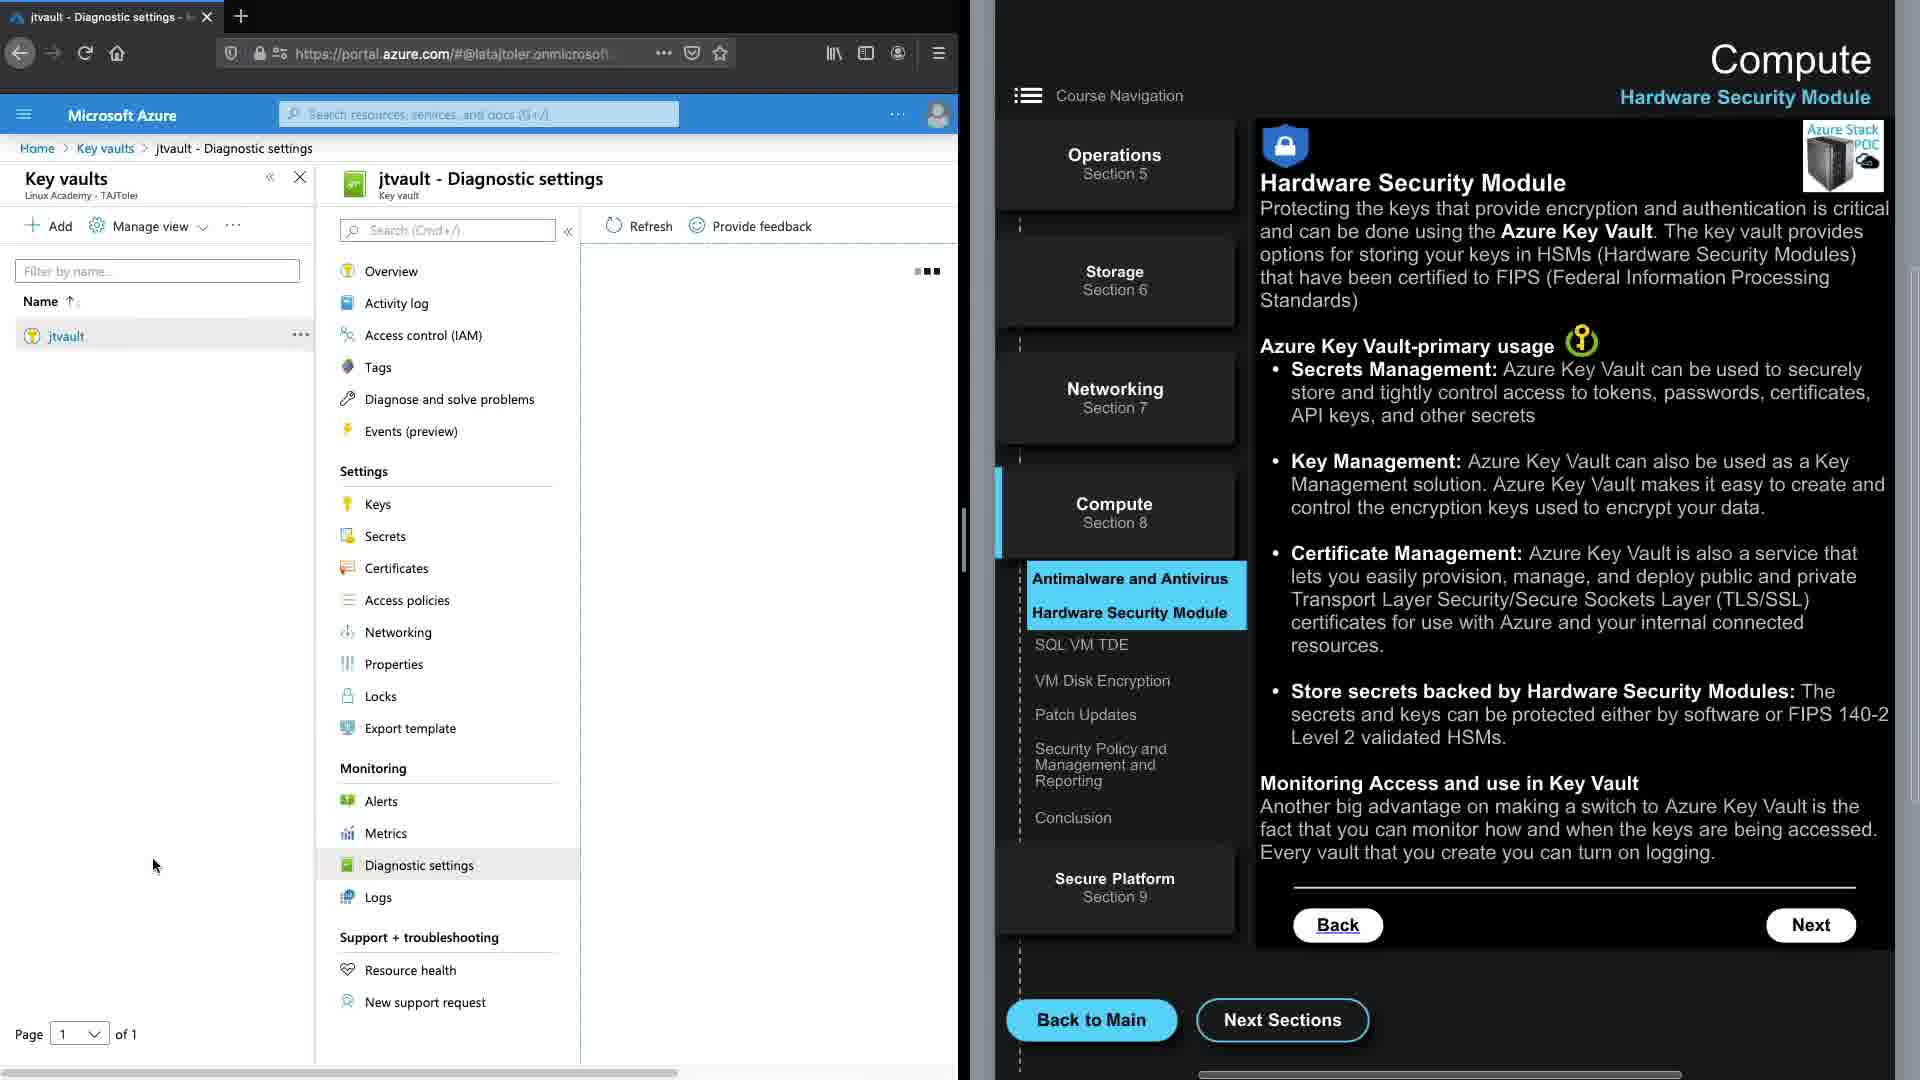 jtvault - Diagnostic settings -
https://portal.azure.com/#@latajtoler.onmicrosoft
Microsoft Azure
Search resources, services, and docs (G+/)
Home > Key vaults > jtvault - Diagnostic settings
Key vaults
Linux Academy - TAJToler
Add
Manage view
Filter by name...
Name ↑
jtvault
Page 1 of 1
jtvault - Diagnostic settings
Key vault
Search (Cmd+/)
Refresh
Provide feedback
Overview
Activity log
Access control (IAM)
Tags
Diagnose and solve problems
Events (preview)
Settings
Keys
Secrets
Certificates
Access policies
Networking
Properties
Locks
Export template
Monitoring
Alerts
Metrics
Diagnostic settings
Logs
Support + troubleshooting
Resource health
New support request
Compute
Hardware Security Module
Course Navigation
Operations
Section 5
Storage
Section 6
Networking
Section 7
Compute
Section 8
Antimalware and Antivirus
Hardware Security Module
SQL VM TDE
VM Disk Encryption
Patch Updates
Security Policy and
Management and
Reporting
Conclusion
Secure Platform
Section 9
Azure Stack
POC
Hardware Security Module
Protecting the keys that provide encryption and authentication is critical
and can be done using the Azure Key Vault. The key vault provides
options for storing your keys in HSMs (Hardware Security Modules)
that have been certified to FIPS (Federal Information Processing
Standards)
Azure Key Vault-primary usage
• Secrets Management: Azure Key Vault can be used to securely
store and tightly control access to tokens, passwords, certificates,
API keys, and other secrets
• Key Management: Azure Key Vault can also be used as a Key
Management solution. Azure Key Vault makes it easy to create and
control the encryption keys used to encrypt your data.
• Certificate Management: Azure Key Vault is also a service that
lets you easily provision, manage, and deploy public and private
Transport Layer Security/Secure Sockets Layer (TLS/SSL)
certificates for use with Azure and your internal connected
resources.
• Store secrets backed by Hardware Security Modules: The
secrets and keys can be protected either by software or FIPS 140-2
Level 2 validated HSMs.
Monitoring Access and use in Key Vault
Another big advantage on making a switch to Azure Key Vault is the
fact that you can monitor how and when the keys are being accessed.
Every vault that you create you can turn on logging.
Back
Next
Back to Main
Next Sections